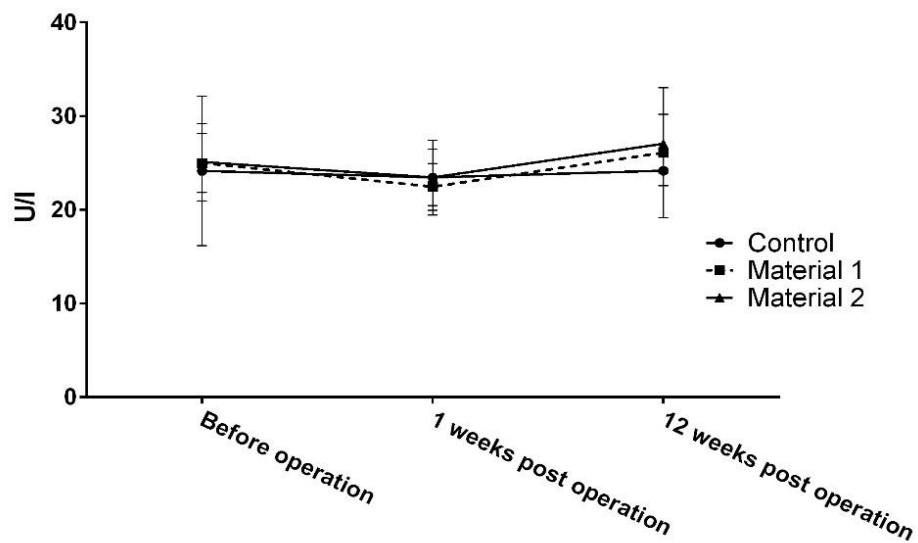 40
30
20
10
0
U/l
Control
Material 1
Material 2
Before operation
1 weeks post operation
12 weeks post operation